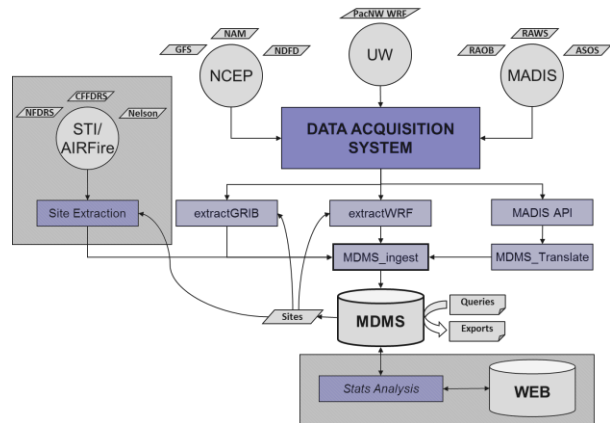 NAM
GFS
NDFD
NCEP
PacNW WRF
UW
RAWS
RAOB
ASOS
MADIS
CFFDRS
NFDRS
Nelson
STI/
AIRFire
DATA ACQUISITION
SYSTEM
Site Extraction
extractGRIB
extractWRF
MADIS API
MDMS_ingest
MDMS_Translate
Sites
MDMS
Queries
Exports
Stats Analysis
WEB